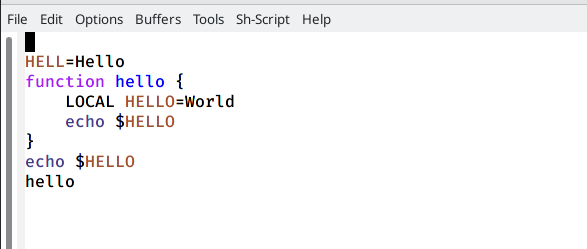 File Edit Options Buffers Tools Sh-Script Help
HELL=Hello
function hello {
    LOCAL HELLO=World
    echo $HELLO
}
echo $HELLO
hello